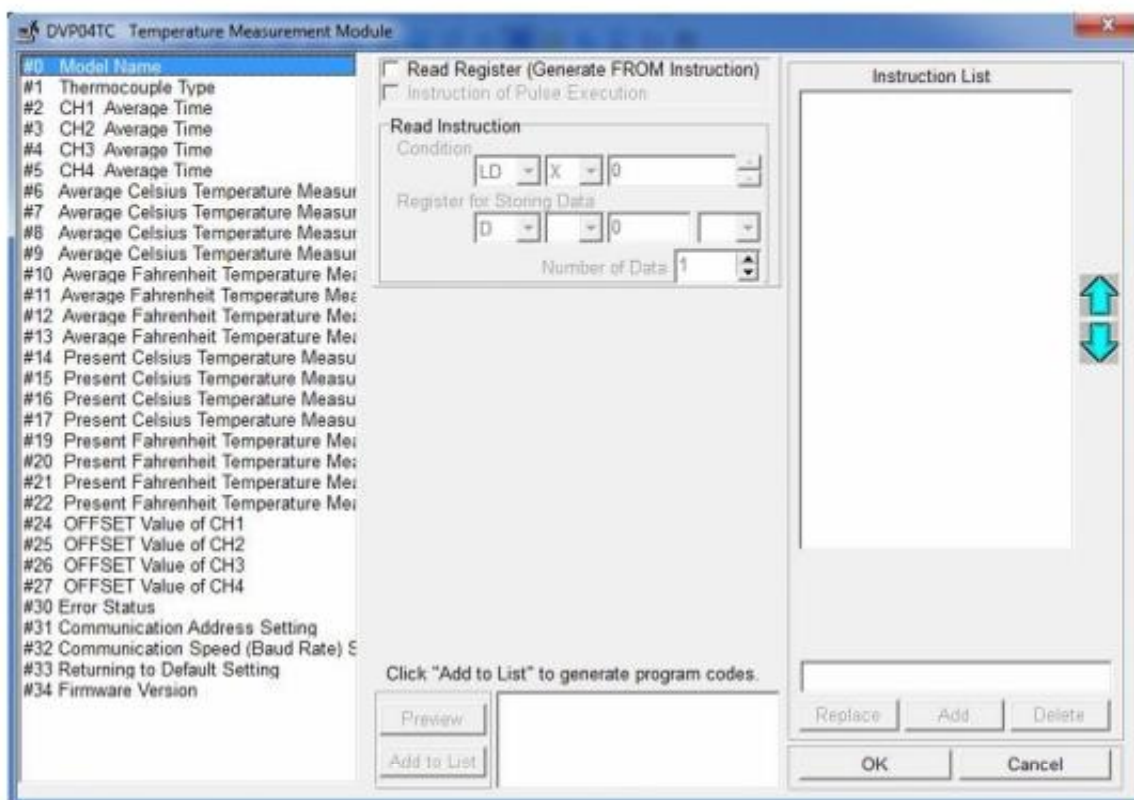 DVP04TC Temperature Measurement Module
#0 Model Name
#1 Thermocouple Type
#2 CH1 Average Time
#3 CH2 Average Time
#4 CH3 Average Time
#5 CH4 Average Time
#6 Average Celsius Temperature Measur
#7 Average Celsius Temperature Measur
#8 Average Celsius Temperature Measur
#9 Average Celsius Temperature Measur
#10 Average Fahrenheit Temperature Mea
#11 Average Fahrenheit Temperature Mea
#12 Average Fahrenheit Temperature Mea
#13 Average Fahrenheit Temperature Mea
#14 Present Celsius Temperature Measu
#15 Present Celsius Temperature Measu
#16 Present Celsius Temperature Measu
#17 Present Celsius Temperature Measu
#19 Present Fahrenheit Temperature Mea
#20 Present Fahrenheit Temperature Mea
#21 Present Fahrenheit Temperature Mea
#22 Present Fahrenheit Temperature Mea
#24 OFFSET Value of CH1
#25 OFFSET Value of CH2
#26 OFFSET Value of CH3
#27 OFFSET Value of CH4
#30 Error Status
#31 Communication Address Setting
#32 Communication Speed (Baud Rate) S
#33 Returning to Default Setting
#34 Firmware Version
Read Register (Generate FROM Instruction)
Instruction of Pulse Execution
Read Instruction
Condition
LD X 0
Register for Storing Data
D 0
Number of Data 1
Click "Add to List" to generate program codes.
Preview
Add to List
Instruction List
Replace Add Delete
OK Cancel